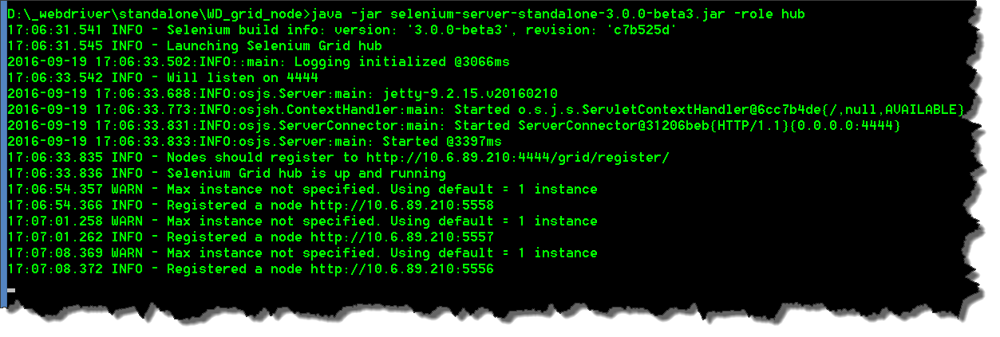 D:\_webdriver\standalone\WD_grid_node>java -jar selenium-server-standalone-3.0.0-beta3.jar -role hub
17:06:31.541 INFO - Selenium build info: version: '3.0.0-beta3', revision: 'c7b525d'
17:06:31.545 INFO - Launching Selenium Grid hub
2016-09-19 17:06:33.502:INFO::main: Logging initialized @3066ms
17:06:33.542 INFO - Will listen on 4444
2016-09-19 17:06:33.688:INFO:osjs.Server:main: jetty-9.2.15.v20160210
2016-09-19 17:06:33.773:INFO:osjsh.ContextHandler:main: Started o.s.j.s.ServletContextHandler@6cc7b4de{/,null,AVAILABLE}
2016-09-19 17:06:33.831:INFO:osjs.ServerConnector:main: Started ServerConnector@31206beb{HTTP/1.1}{0.0.0.0:4444}
2016-09-19 17:06:33.833:INFO:osjs.Server:main: Started @3397ms
17:06:33.835 INFO - Nodes should register to http://10.6.89.210:4444/grid/register/
17:06:33.836 INFO - Selenium Grid hub is up and running
17:06:54.357 WARN - Max instance not specified. Using default = 1 instance
17:06:54.366 INFO - Registered a node http://10.6.89.210:5558
17:07:01.258 WARN - Max instance not specified. Using default = 1 instance
17:07:01.262 INFO - Registered a node http://10.6.89.210:5557
17:07:08.369 WARN - Max instance not specified. Using default = 1 instance
17:07:08.372 INFO - Registered a node http://10.6.89.210:5556